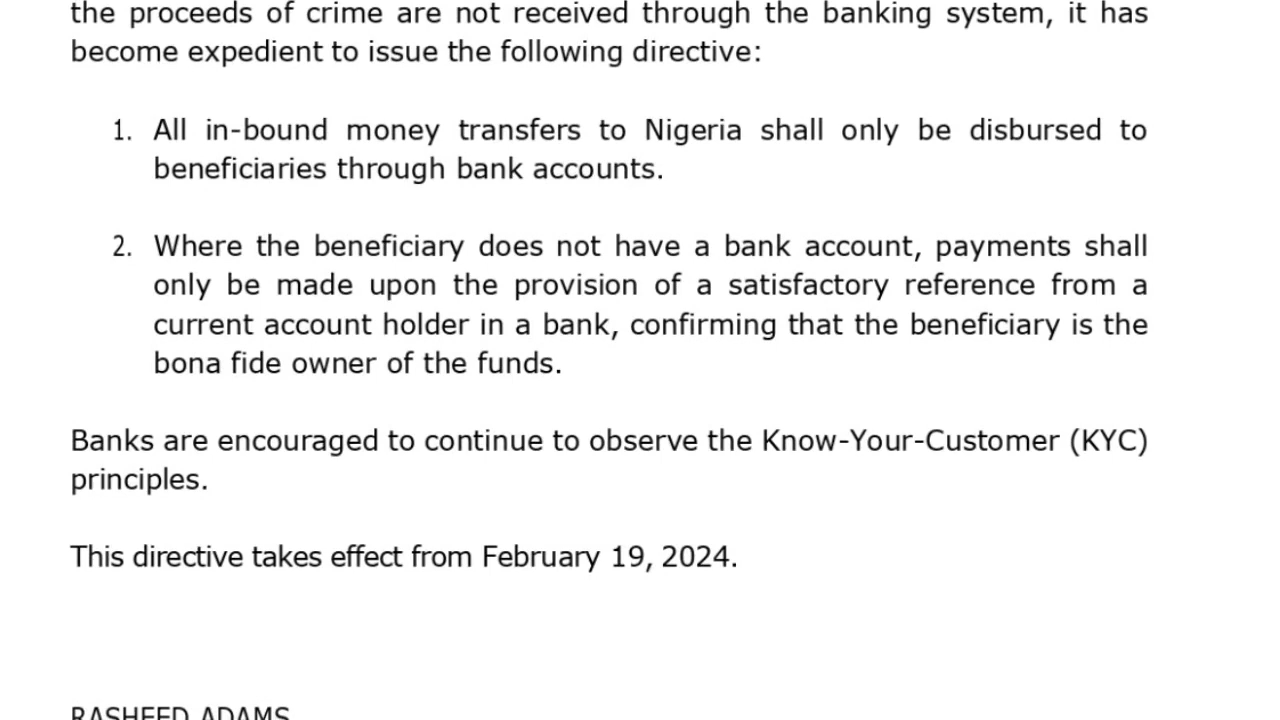 the proceeds of crime are not received through the banking system, it has
become expedient to issue the following directive:
1. All in-bound money transfers to Nigeria shall only be disbursed to
beneficiaries through bank accounts.
2. Where the beneficiary does not have a bank account, payments shall
only be made upon the provision of a satisfactory reference from a
current account holder in a bank, confirming that the beneficiary is the
bona fide owner of the funds.
Banks are encouraged to continue to observe the Know-Your-Customer (KYC)
principles.
This directive takes effect from February 19, 2024.
RASHEED ADAMS